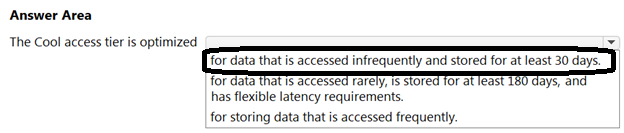 Answer Area
The Cool access tier is optimized
for data that is accessed infrequently and stored for at least 30 days.
for data that is accessed rarely, is stored for at least 180 days, and
has flexible latency requirements.
for storing data that is accessed frequently.